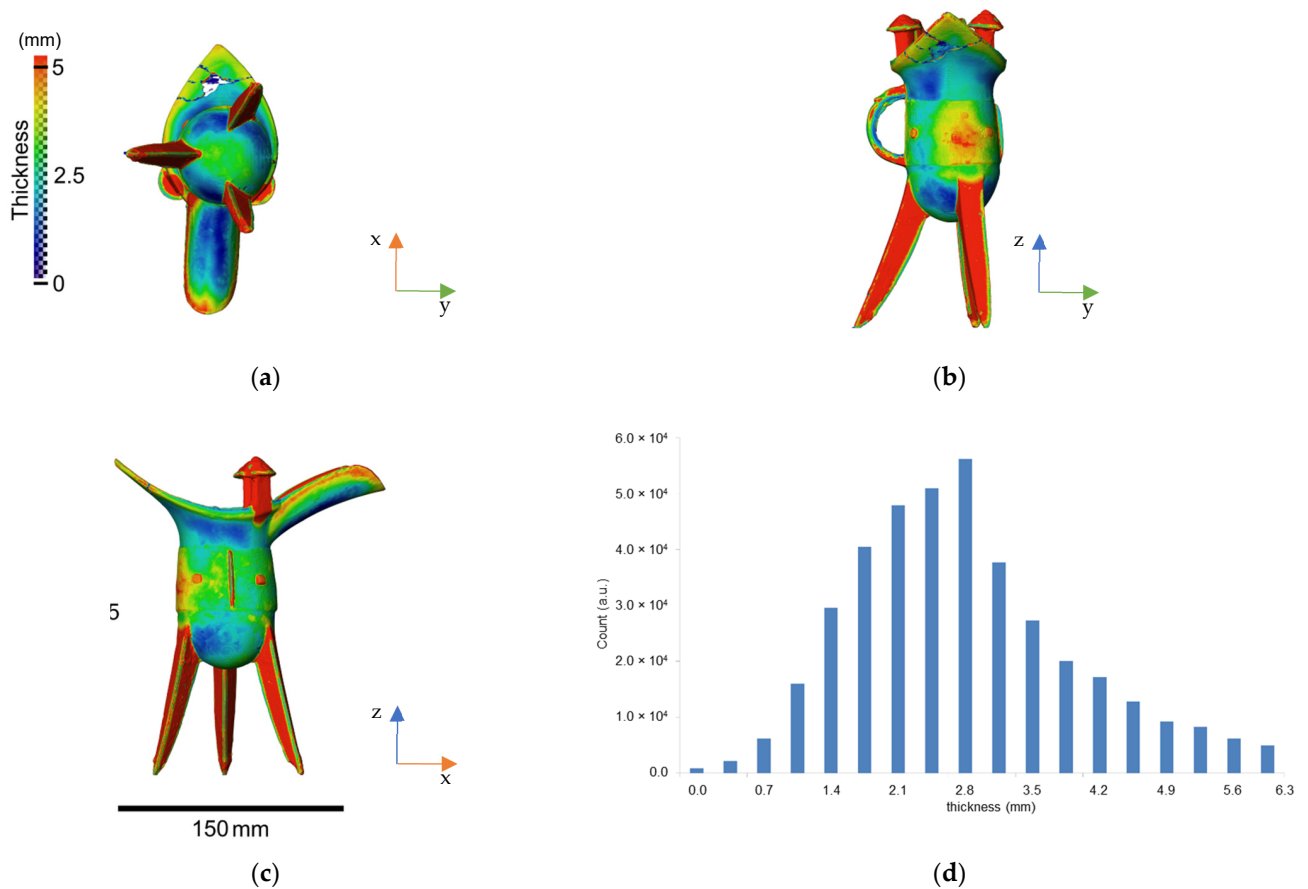 (mm)
5
2.5
0
Thickness
x
y
(a)
z
y
(b)
5
z
x
150 mm
(c)
6.0 × 10⁴
5.0 × 10⁴
4.0 × 10⁴
3.0 × 10⁴
2.0 × 10⁴
1.0 × 10⁴
0.0
Count (a.u.)
0.0 0.7 1.4 2.1 2.8 3.5 4.2 4.9 5.6 6.3
thickness (mm)
(d)